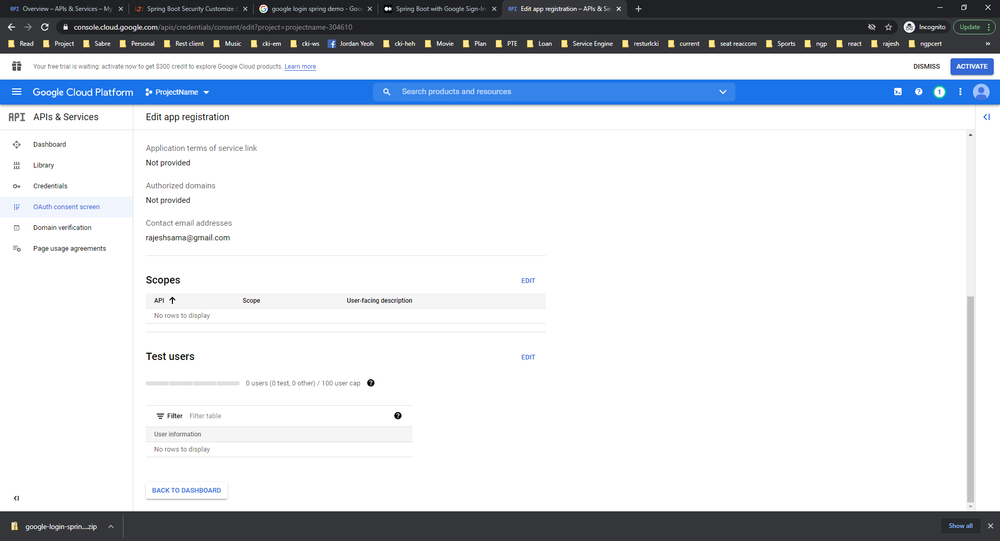 API Overview – APIs & Services – My
Spring Boot Security Customize L
google login spring demo - Goog
Spring Boot with Google Sign-In.
API Edit app registration – APIs & Ser
console.cloud.google.com/apis/credentials/consent/edit?project=projectname-304610
Incognito
Update
Read
Project
Sabre
Personal
Rest client
Music
cki-em
cki-ws
Jordan Yeoh
cki-heh
Movie
Plan
PTE
Loan
Service Engine
resturlcki
current
seat reaccom
Sports
ngp
react
rajesh
ngpcert
»
Your free trial is waiting: activate now to get $300 credit to explore Google Cloud products. Learn more
DISMISS
ACTIVATE
Google Cloud Platform
ProjectName
Search products and resources
1
API APIs & Services
Edit app registration
Dashboard
Library
Credentials
OAuth consent screen
Domain verification
Page usage agreements
Application terms of service link
Not provided
Authorized domains
Not provided
Contact email addresses
rajeshsama@gmail.com
Scopes
EDIT
API Scope User-facing description
No rows to display
Test users
EDIT
0 users (0 test, 0 other) / 100 user cap
Filter Filter table
User information
No rows to display
BACK TO DASHBOARD
google-login-sprin....zip
Show all